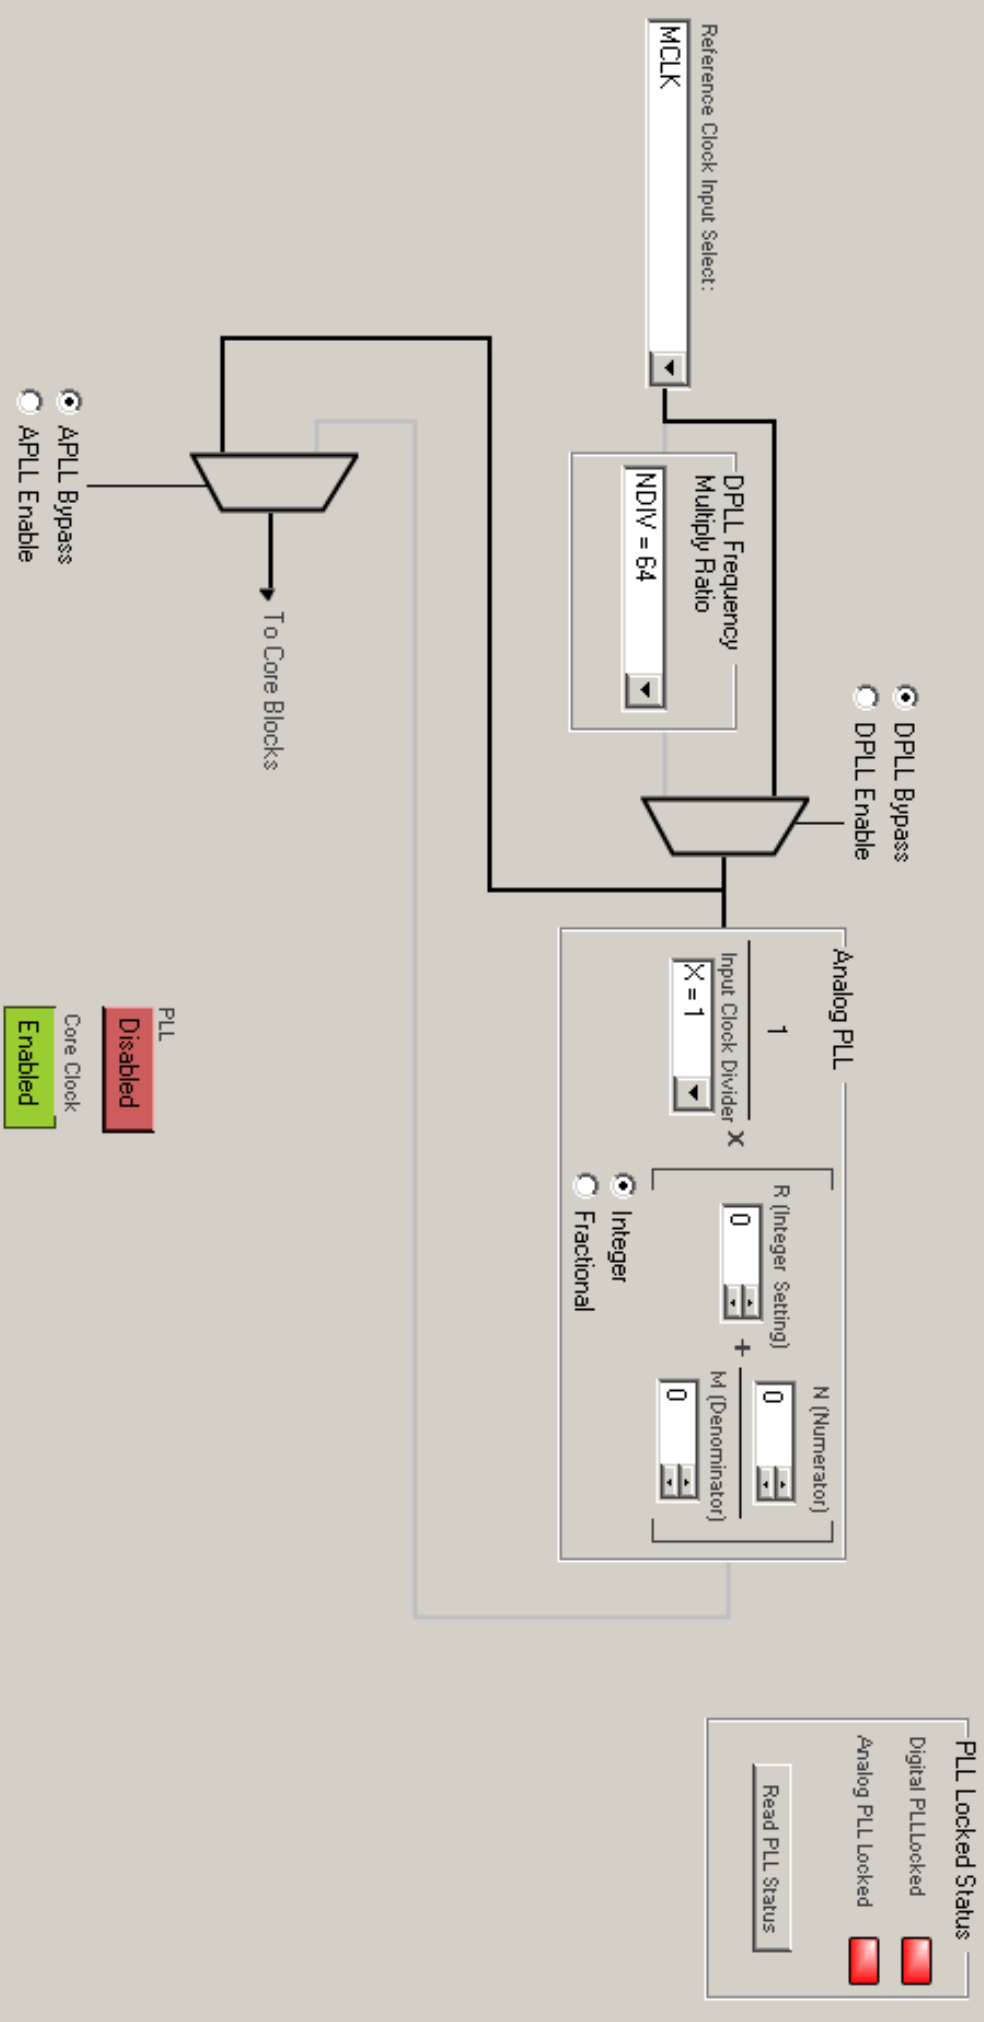 DPLL Bypass
DPLL Enable
PLL Locked Status
Digital PLLLocked
Analog PLL Locked
Read PLL Status
Reference Clock Input Select:
MCLK
DPLL Frequency
Multiply Ratio
NDIV = 64
Analog PLL
1
Input Clock Divider
X = 1
X
R (Integer Setting)
0
+
N (Numerator)
0
M (Denominator)
0
Integer
Fractional
To Core Blocks
APLL Bypass
APLL Enable
PLL
Disabled
Core Clock
Enabled